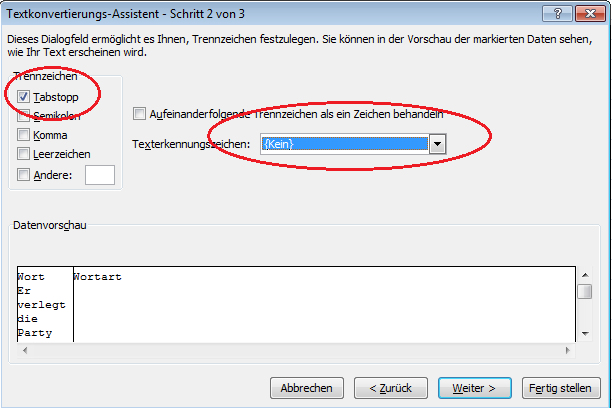 Textkonvertierungs-Assistent - Schritt 2 von 3
Dieses Dialogfeld ermöglicht es Ihnen, Trennzeichen festzulegen. Sie können in der Vorschau der markierten Daten sehen,
wie Ihr Text erscheinen wird.
Trennzeichen
Tabstopp
Semikolon
Komma
Leerzeichen
Andere:
Aufeinanderfolgende Trennzeichen als ein Zeichen behandeln
Texterkennungszeichen: {Kein}
Datenvorschau
Wort Wortart
Er
verlegt
die
Party
Abbrechen < Zurück Weiter > Fertig stellen